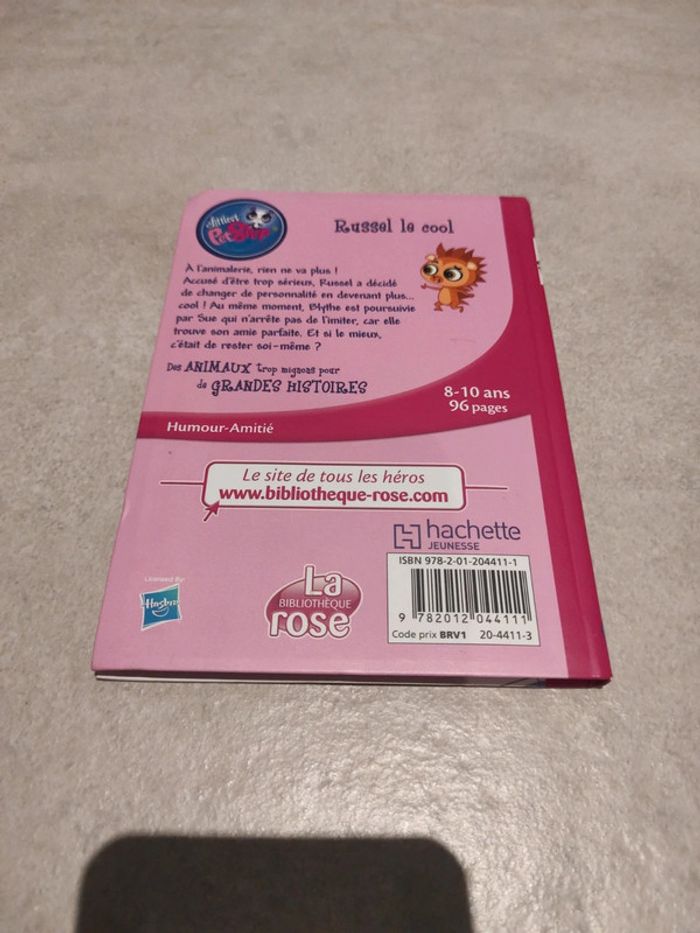 Littlest
PetShop
Russel le cool
À l'animalerie, rien ne va plus !
Accusé d'être trop sérieux, Russel a décidé
de changer de personnalité en devenant plus...
cool ! Au même moment, Blythe est poursuivie
par Sue qui n'arrête pas de l'imiter, car elle
trouve son amie parfaite. Et si le mieux,
c'était de rester soi-même ?
Des ANIMAUX trop mignons pour
de GRANDES HISTOIRES
8-10 ans
96 pages
Humour-Amitié
Le site de tous les héros
www.bibliotheque-rose.com
hachette
JEUNESSE
ISBN 978-2-01-204411-1
9 782012 044111
Code prix BRV1 20-4411-3
Licensed By:
Hasbro
La
BIBLIOTHÈQUE
rose